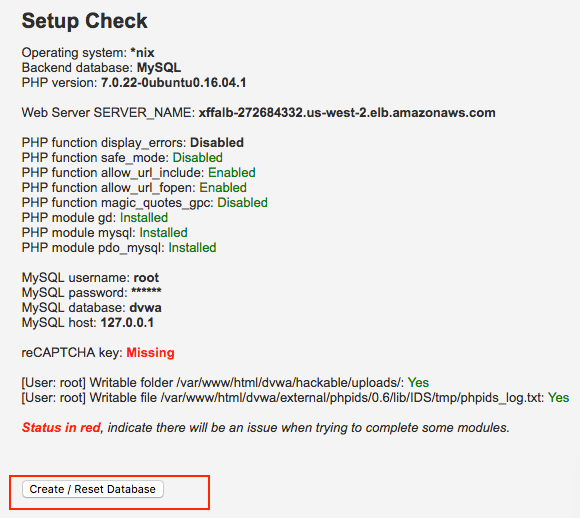 Setup Check
Operating system: *nix
Backend database: MySQL
PHP version: 7.0.22-0ubuntu0.16.04.1
Web Server SERVER_NAME: xffalb-272684332.us-west-2.elb.amazonaws.com
PHP function display_errors: Disabled
PHP function safe_mode: Disabled
PHP function allow_url_include: Enabled
PHP function allow_url_fopen: Enabled
PHP function magic_quotes_gpc: Disabled
PHP module gd: Installed
PHP module mysql: Installed
PHP module pdo_mysql: Installed
MySQL username: root
MySQL password: ******
MySQL database: dvwa
MySQL host: 127.0.0.1
reCAPTCHA key: Missing
[User: root] Writable folder /var/www/html/dvwa/hackable/uploads/: Yes
[User: root] Writable file /var/www/html/dvwa/external/phpids/0.6/lib/IDS/tmp/phpids_log.txt: Yes
Status in red, indicate there will be an issue when trying to complete some modules.
Create / Reset Database